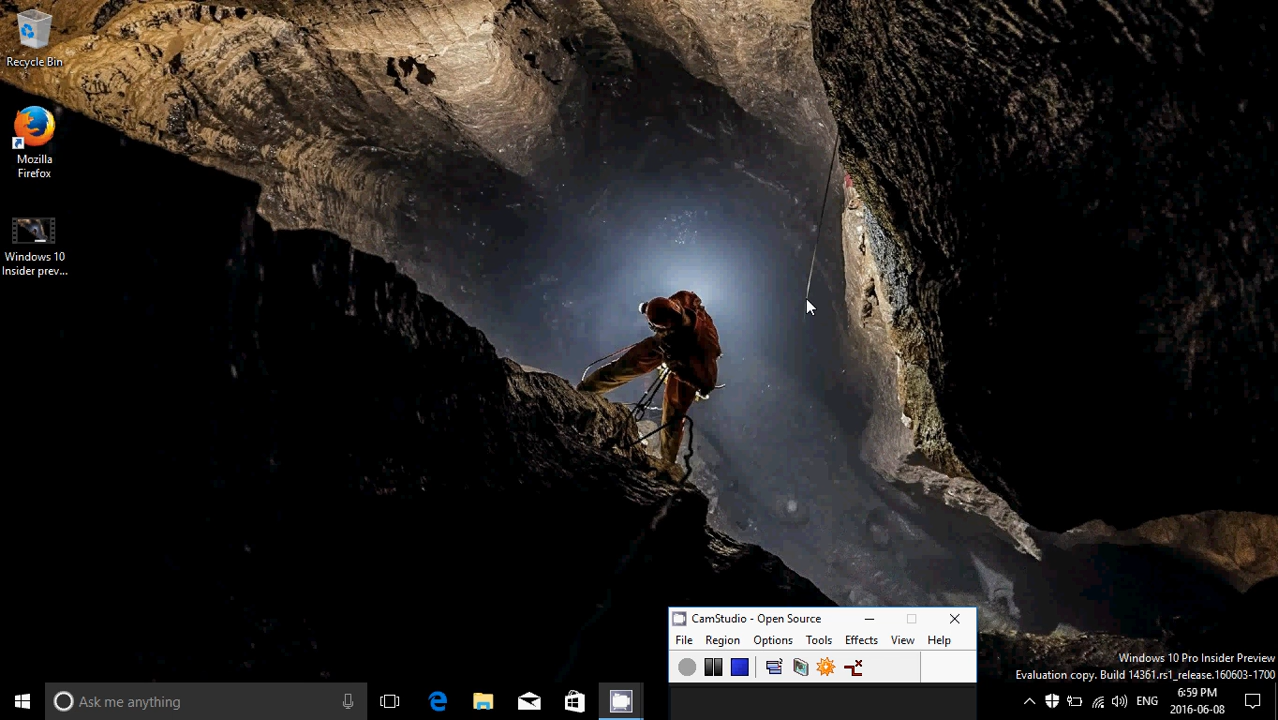 Recycle Bin
Mozilla
Firefox
Windows 10
Insider prev...
CamStudio - Open Source
File Region Options Tools Effects View Help
Windows 10 Pro Insider Preview
Evaluation copy. Build 14361.rs1_release.160603-1700
Ask me anything
ENG
6:59 PM
2016-06-08